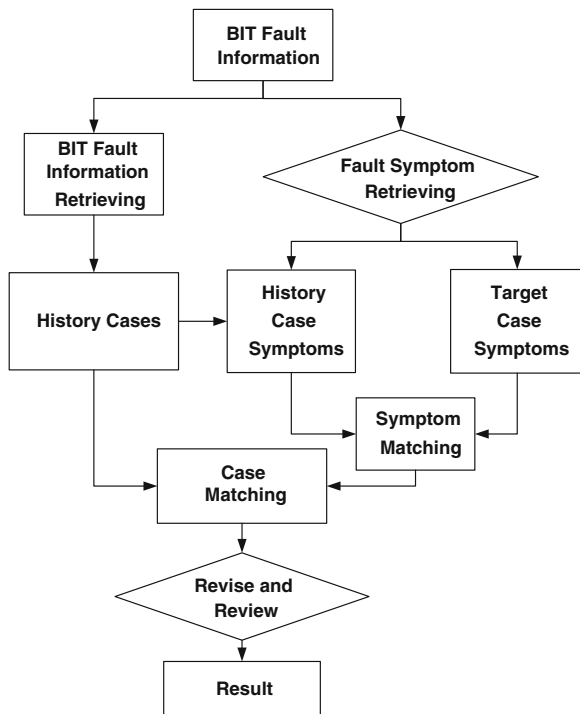 BIT Fault
Information
BIT Fault
Information
Retrieving
Fault Symptom
Retrieving
History Cases
History
Case
Symptoms
Target
Case
Symptoms
Symptom
Matching
Case
Matching
Revise and
Review
Result